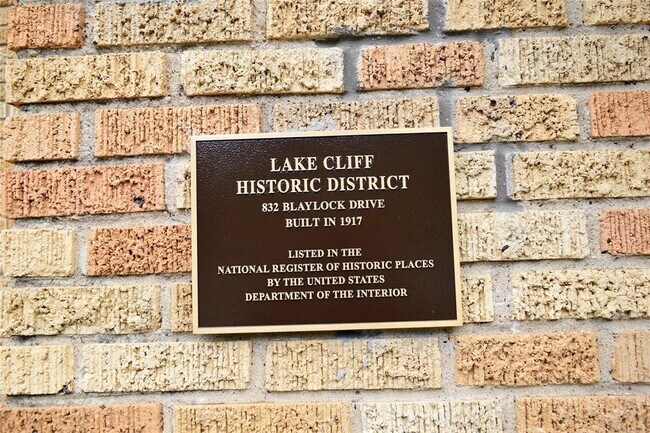 LAKE CLIFF
HISTORIC DISTRICT
832 BLAYLOCK DRIVE
BUILT IN 1917
LISTED IN THE
NATIONAL REGISTER OF HISTORIC PLACES
BY THE UNITED STATES
DEPARTMENT OF THE INTERIOR